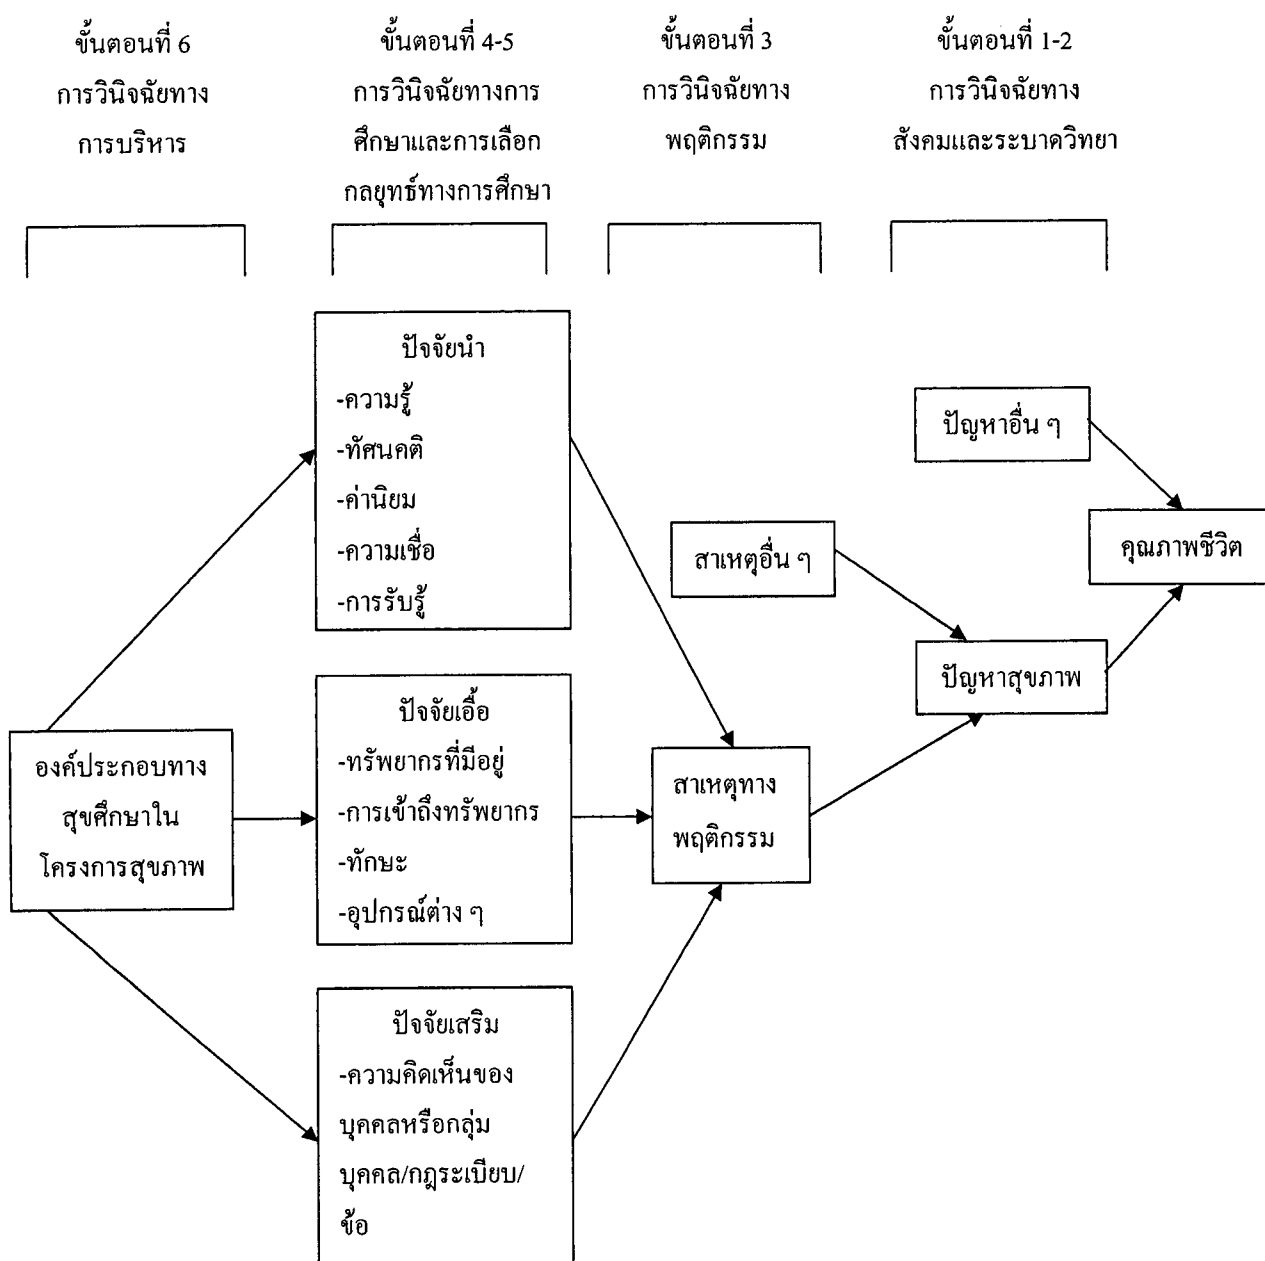 ขั้นตอนที่ 6
การวินิจฉัยทาง
การบริหาร
ขั้นตอนที่ 4-5
การวินิจฉัยทางการ
ศึกษาและการเลือก
กลยุทธ์ทางการศึกษา
ขั้นตอนที่ 3
การวินิจฉัยทาง
พฤติกรรม
ขั้นตอนที่ 1-2
การวินิจฉัยทาง
สังคมและระบาดวิทยา
องค์ประกอบทาง
สุขศึกษาใน
โครงการสุขภาพ
ปัจจัยนำ
-ความรู้
-ทัศนคติ
-ค่านิยม
-ความเชื่อ
-การรับรู้
ปัจจัยเอื้อ
-ทรัพยากรที่มีอยู่
-การเข้าถึงทรัพยากร
-ทักษะ
-อุปกรณ์ต่าง ๆ
ปัจจัยเสริม
-ความคิดเห็นของ
บุคคลหรือกลุ่ม
บุคคล/กฎระเบียบ/
ข้อ
สาเหตุอื่น ๆ
สาเหตุทาง
พฤติกรรม
ปัญหาอื่น ๆ
ปัญหาสุขภาพ
คุณภาพชีวิต